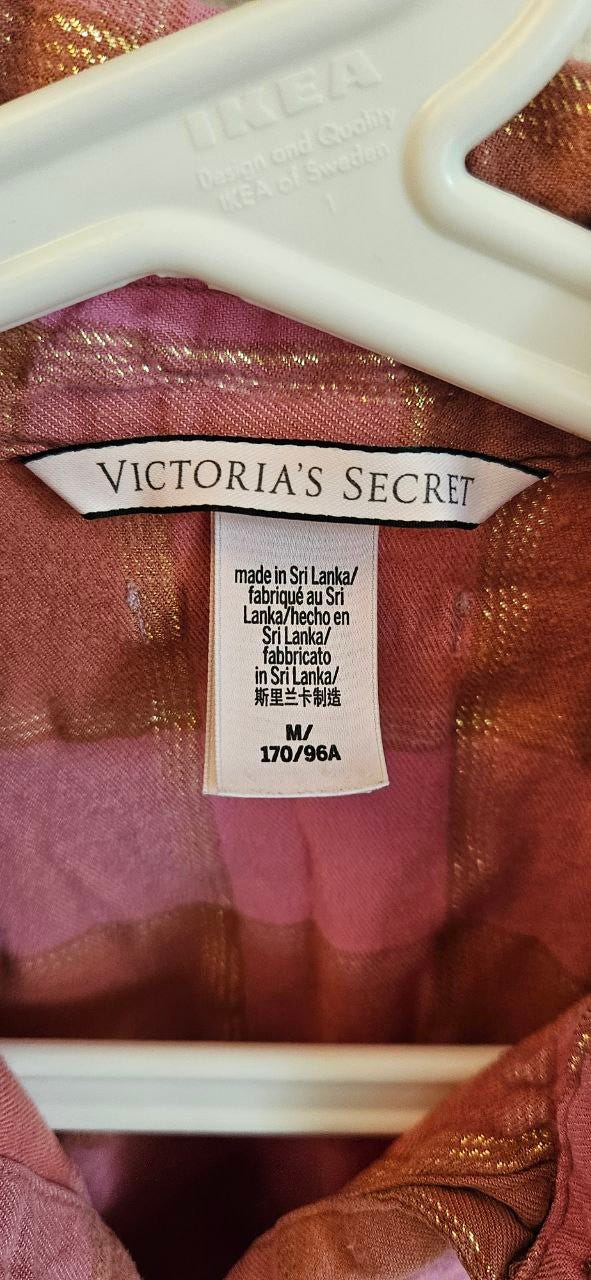 IKEA
Design and Quality
IKEA of Sweden
1
VICTORIA'S SECRET
made in Sri Lanka/
fabriqué au Sri
Lanka/hecho en
Sri Lanka/
fabbricato
in Sri Lanka/
斯里兰卡制造
M/
170/96A